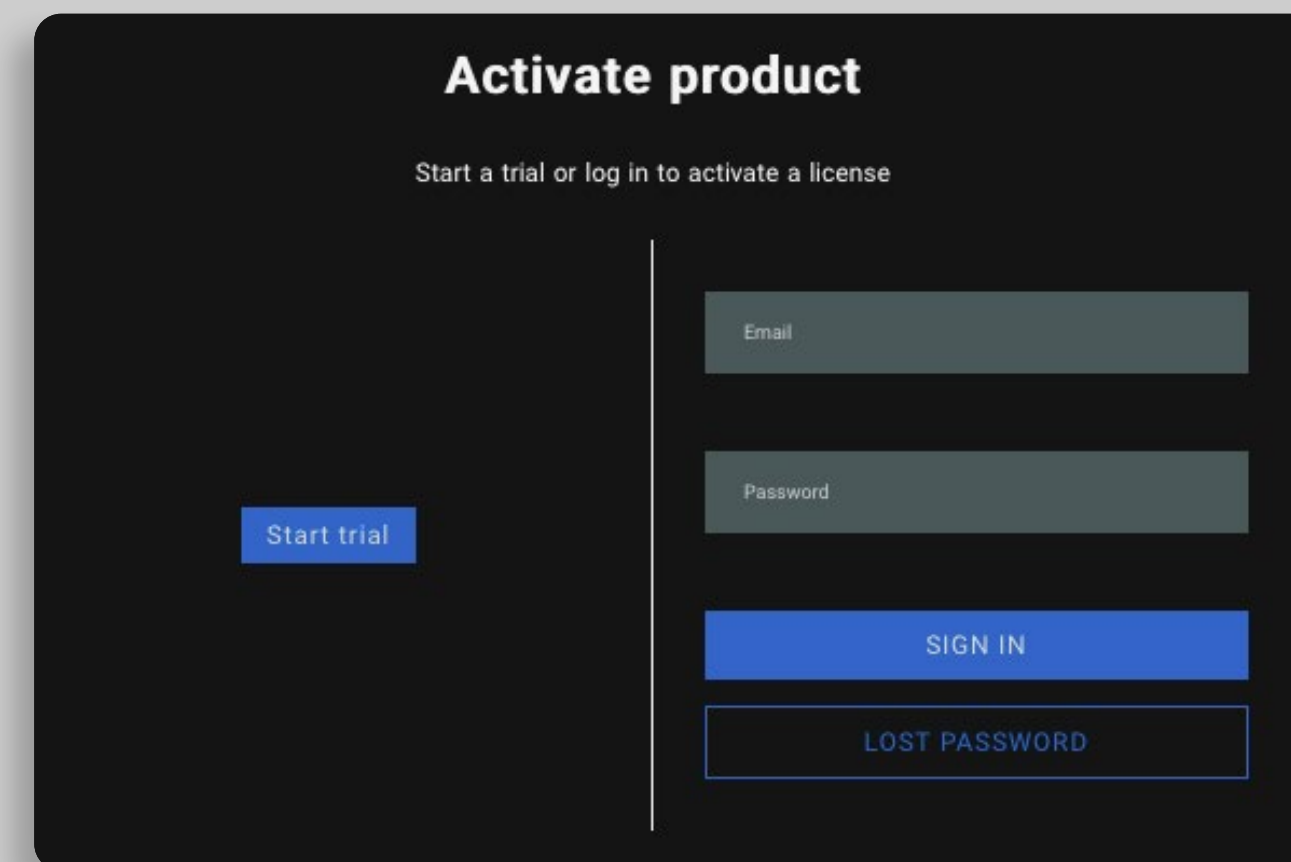 Activate product
Start a trial or log in to activate a license
Start trial
Email
Password
SIGN IN
LOST PASSWORD